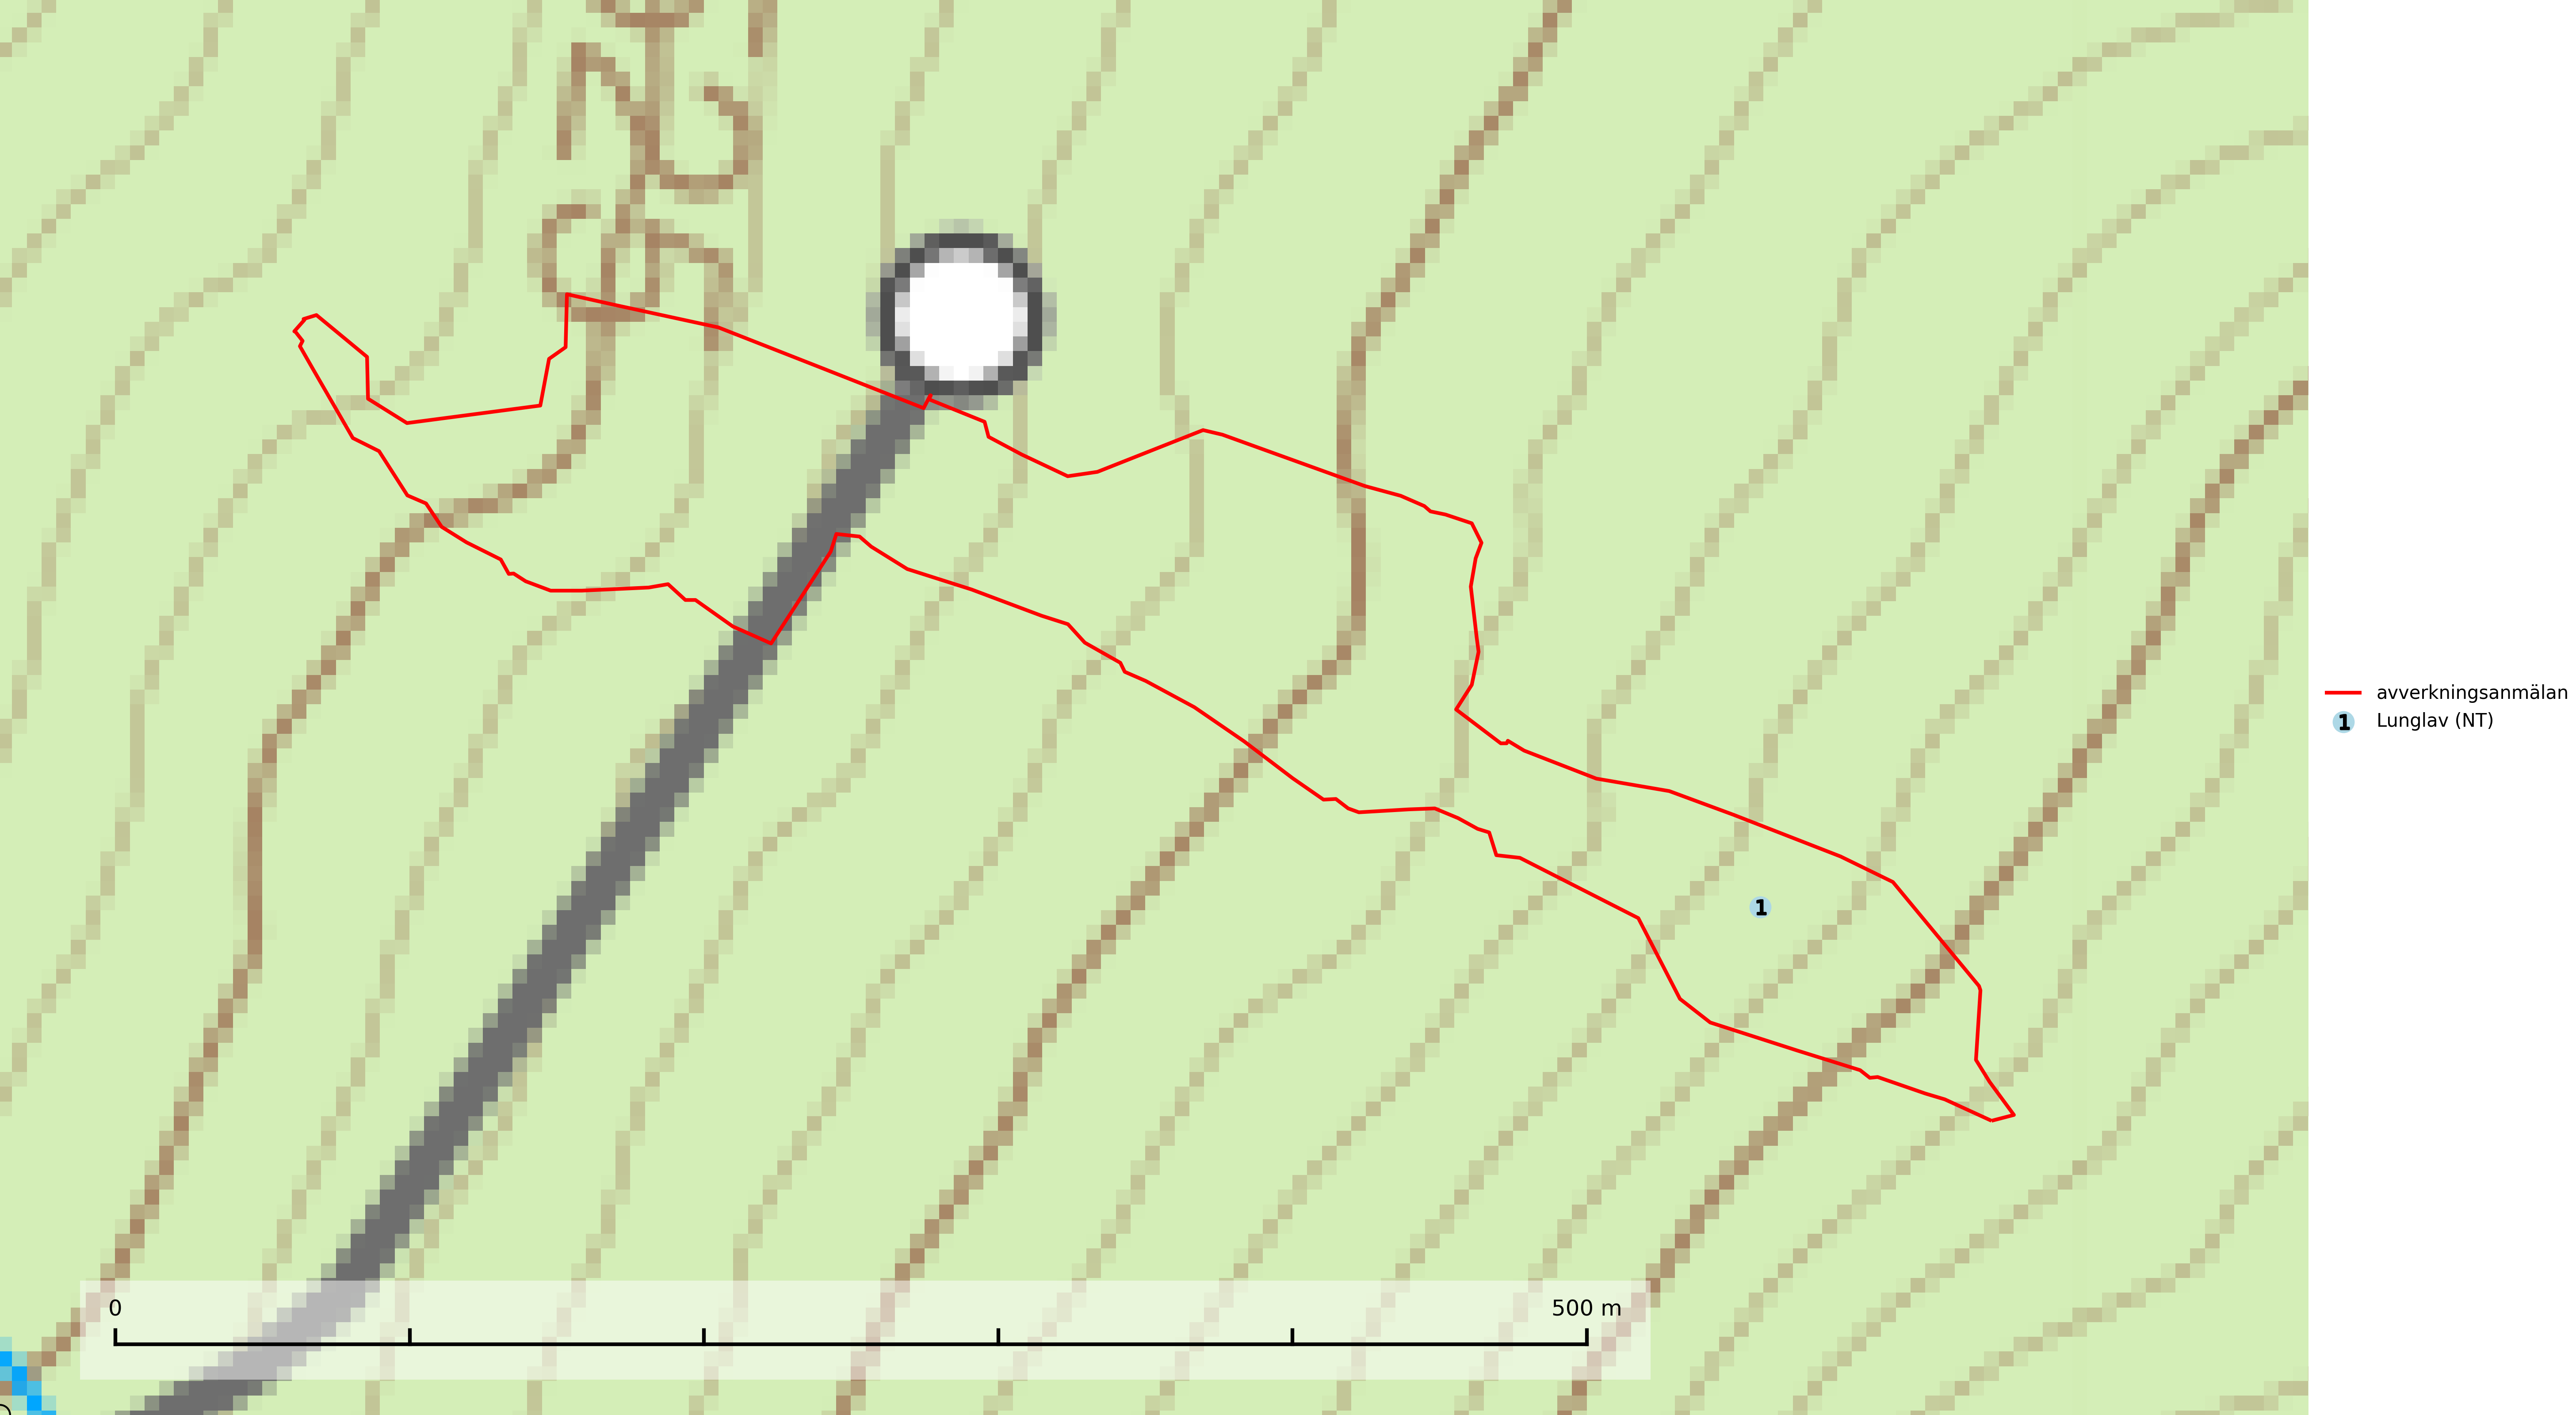 avverkningsanmälan
1 Lunglav (NT)
1
0 500 m